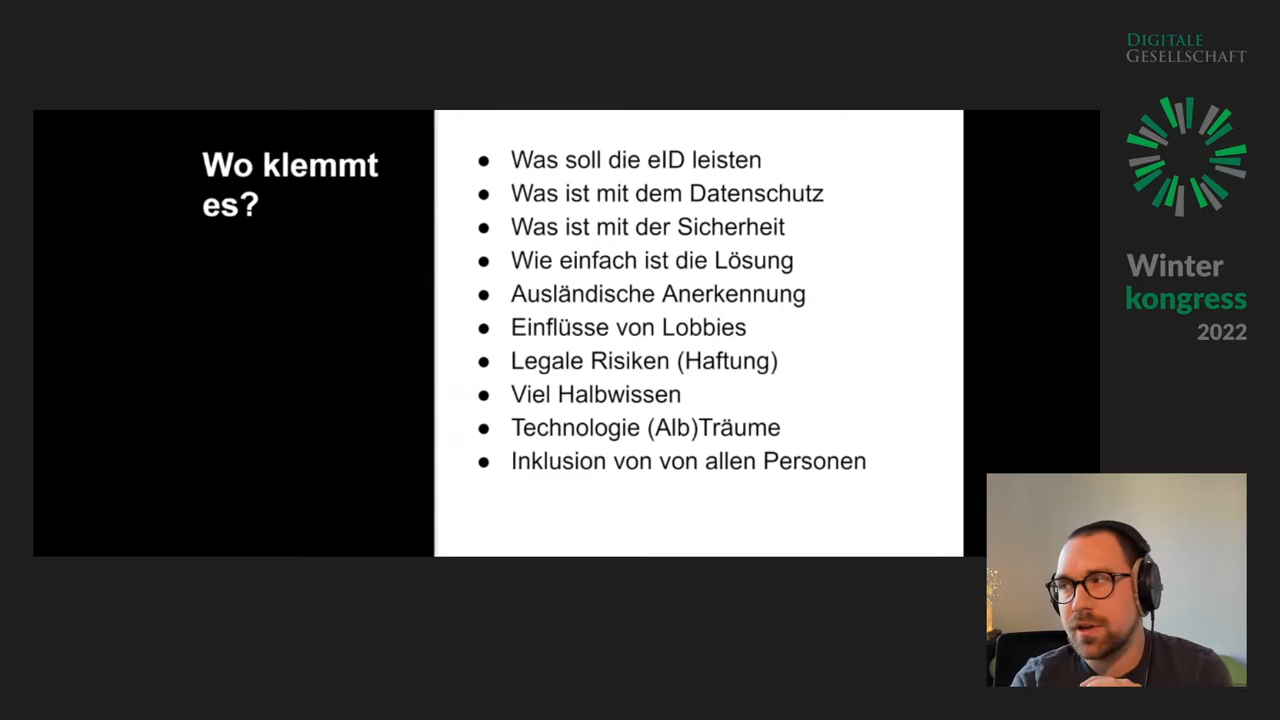 DIGITALE
GESELLSCHAFT
Winter
kongress
2022
Wo klemmt
es?
● Was soll die eID leisten
● Was ist mit dem Datenschutz
● Was ist mit der Sicherheit
● Wie einfach ist die Lösung
● Ausländische Anerkennung
● Einflüsse von Lobbies
● Legale Risiken (Haftung)
● Viel Halbwissen
● Technologie (Alb)Träume
● Inklusion von von allen Personen